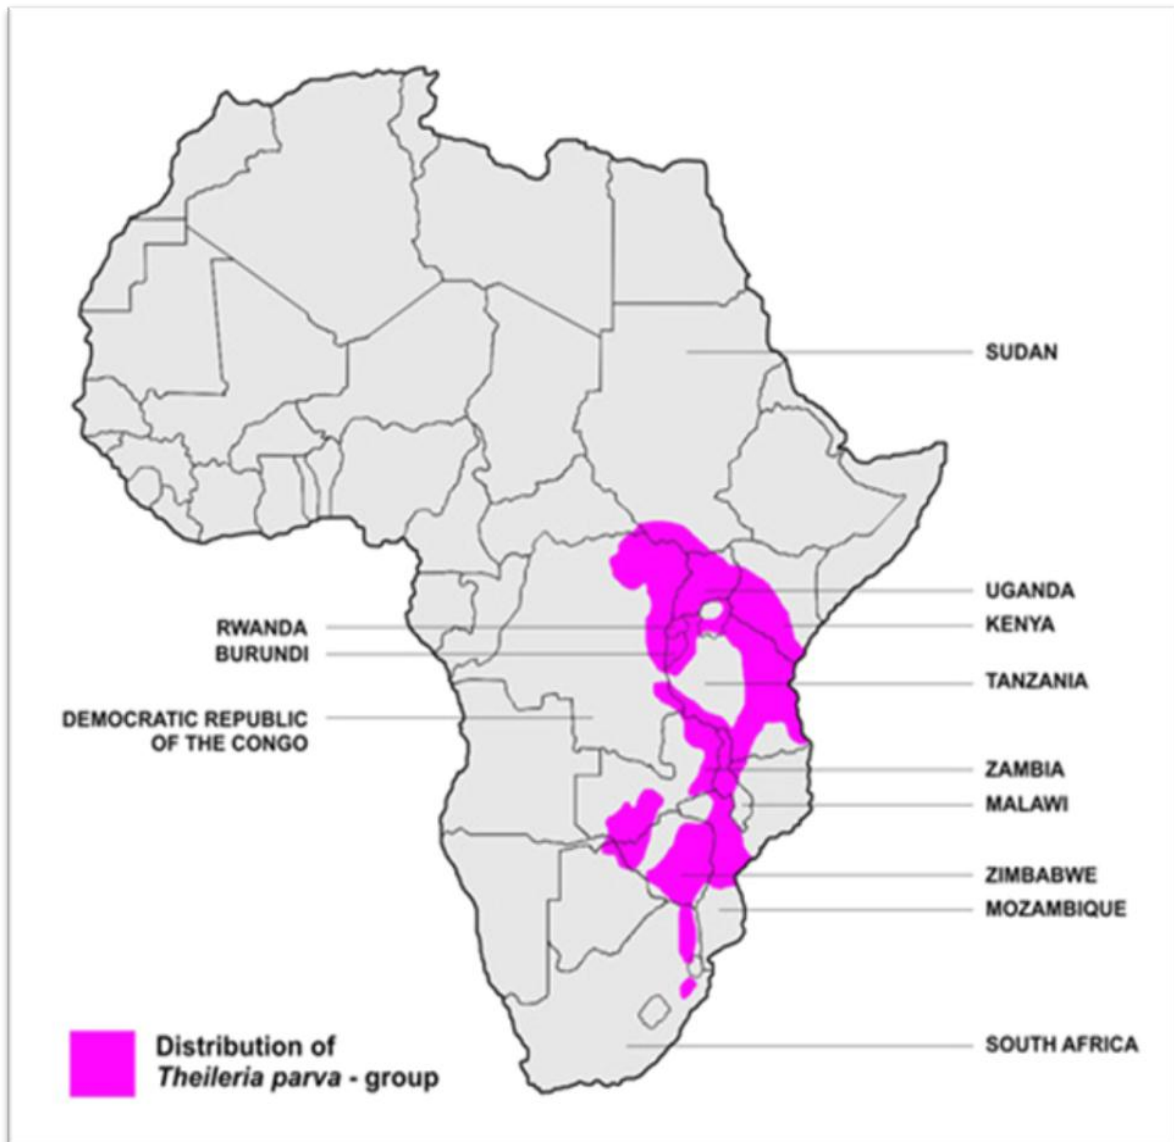 SUDAN
UGANDA
RWANDA
KENYA
BURUNDI
TANZANIA
DEMOCRATIC REPUBLIC
OF THE CONGO
ZAMBIA
MALAWI
ZIMBABWE
MOZAMBIQUE
SOUTH AFRICA
Distribution of
Theileria parva - group